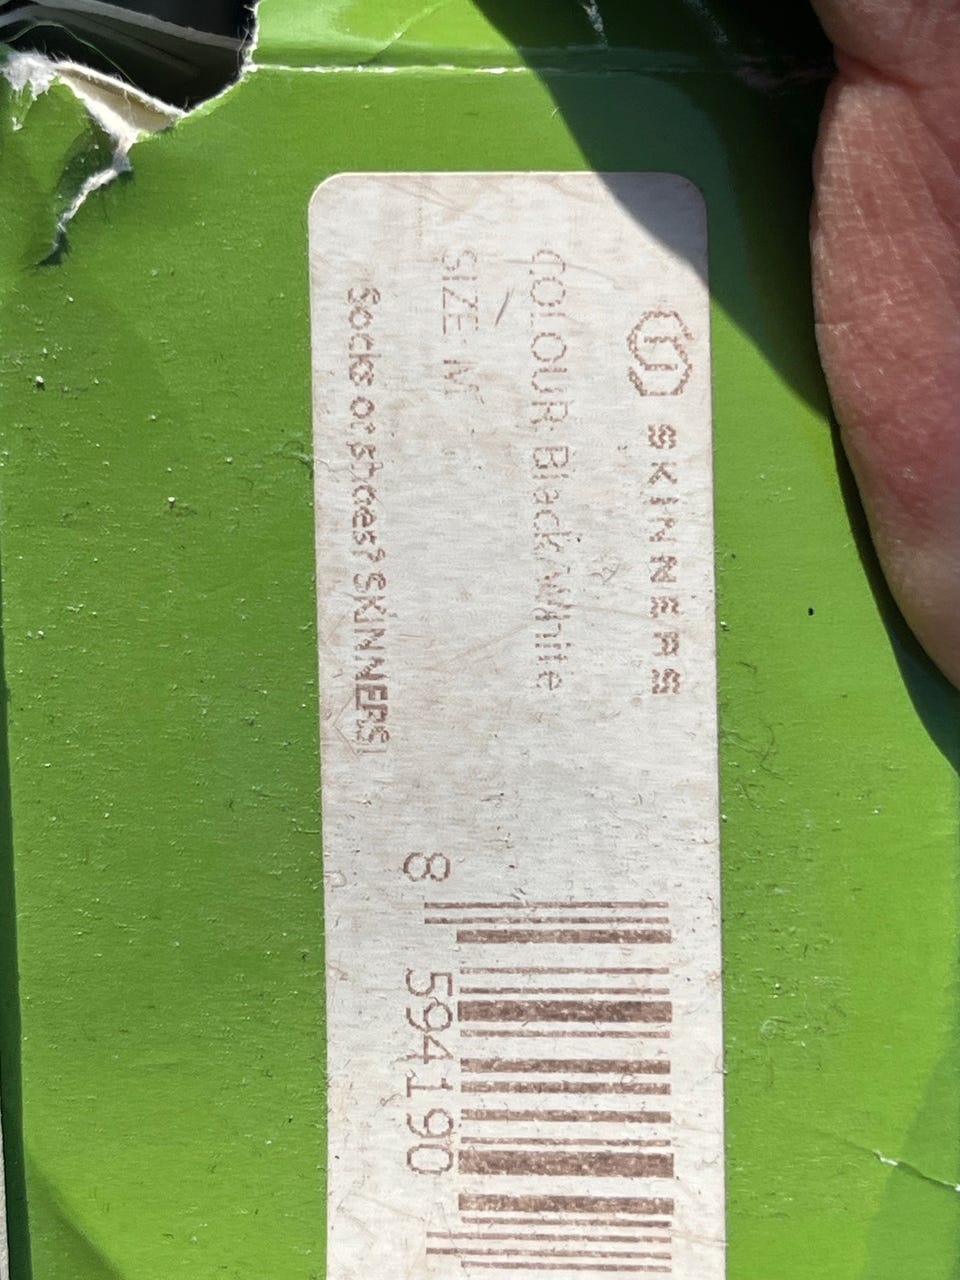 SKINNERS
COLOUR Black/White
SIZE M
Socks or Shoes? SKINNERS!
8 594190